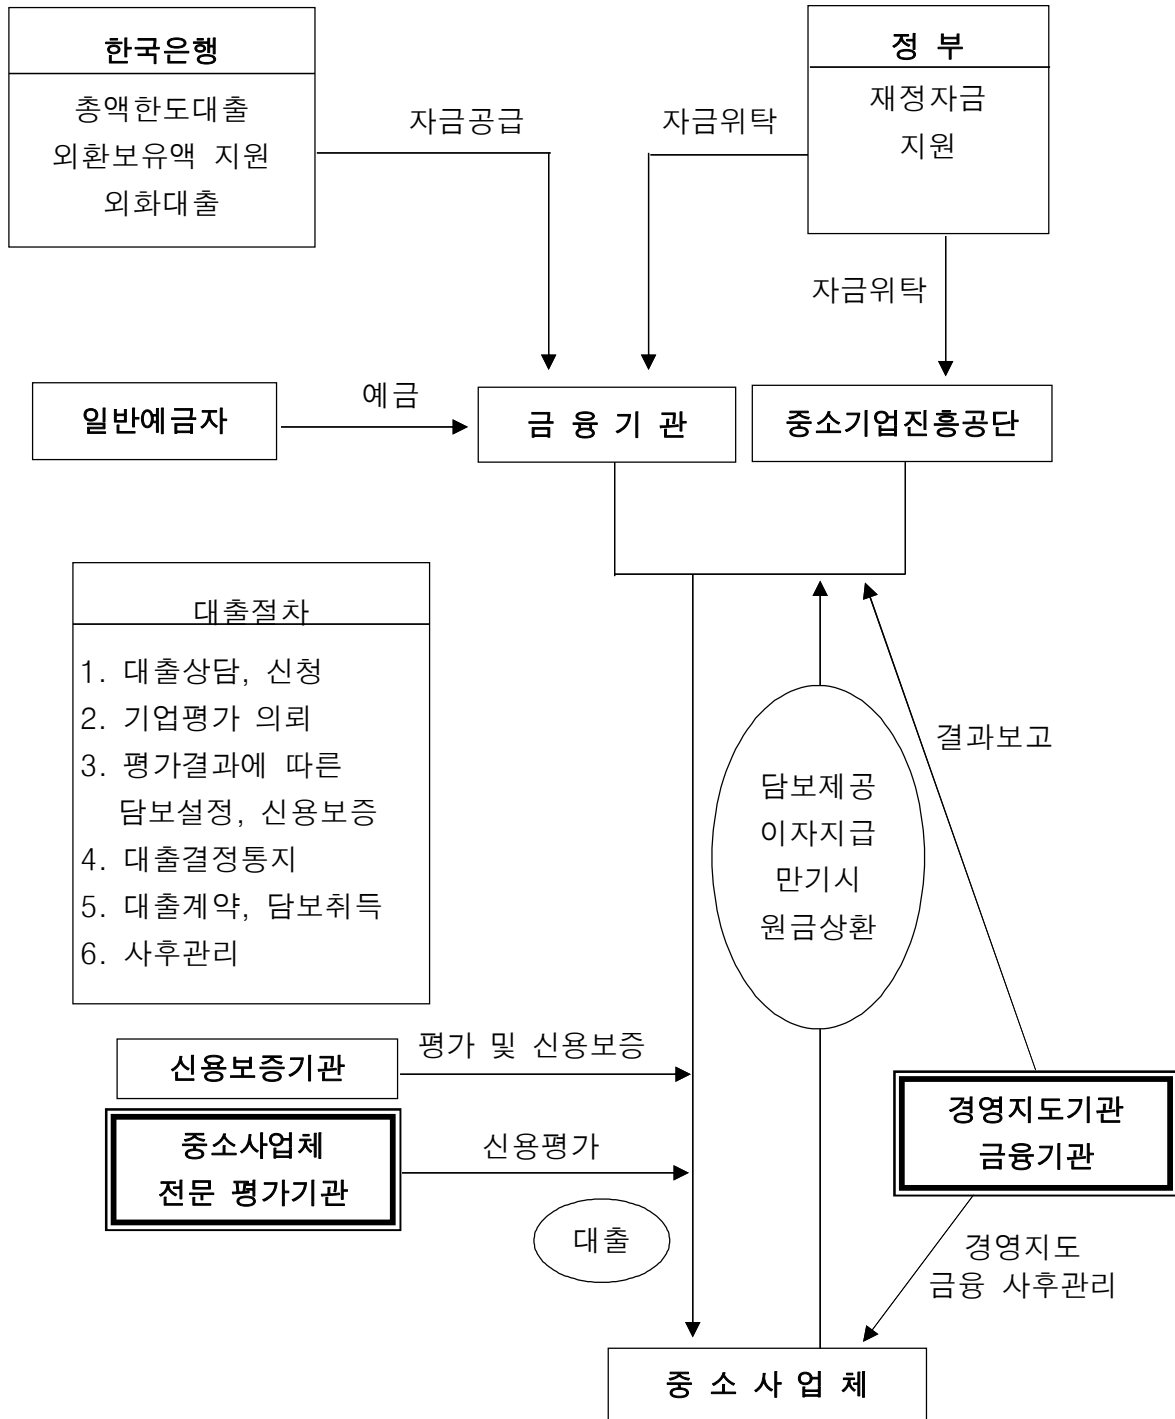 한국은행
총액한도대출
외환보유액 지원
외화대출
정 부
재정자금
지원
자금공급
자금위탁
자금위탁
일반예금자
예금
금 융 기 관
중소기업진흥공단
대출절차
1. 대출상담, 신청
2. 기업평가 의뢰
3. 평가결과에 따른
담보설정, 신용보증
4. 대출결정통지
5. 대출계약, 담보취득
6. 사후관리
결과보고
담보제공
이자지급
만기시
원금상환
신용보증기관
평가 및 신용보증
중소사업체
전문 평가기관
신용평가
경영지도기관
금융기관
대출
경영지도
금융 사후관리
중 소 사 업 체